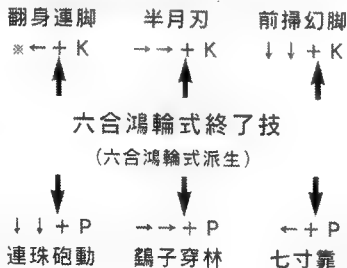 翻身連脚 半月刃 前掃幻脚
※←+K →→+K ↓↓+K
六合鴻輪式終了技
(六合鴻輪式派生)
↓↓+P →→+P ←+P
連珠砲動 鷂子穿林 七寸靠